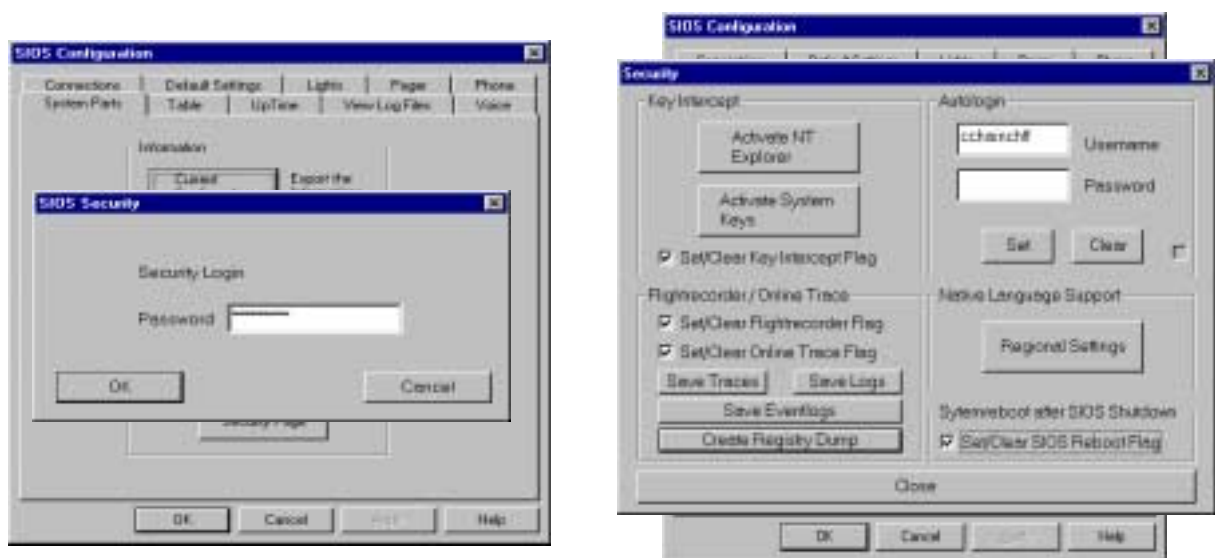 SIOS Configuration
Connections Default Settings Lights Pager Phone
System Parts Table UpTime View Log Files Voice
Information
Current Export the
SIOS Security
Security Login
Password
OK Cancel
Security Page
OK Cancel Help
SIOS Configuration
Security
Key Intercept
Activate NT
Explorer
Activate System
Keys
Set/Clear Key Intercept Flag
Flightrecorder / Online Trace
Set/Clear Flightrecorder Flag
Set/Clear Online Trace Flag
Save Traces Save Logs
Save Eventlogs
Create Registry Dump
Autologin
Username
Password
Set Clear
Native Language Support
Regional Settings
Sytemreboot after SIOS Shutdown
Set/Clear SIOS Reboot Flag
Close
OK Cancel Help